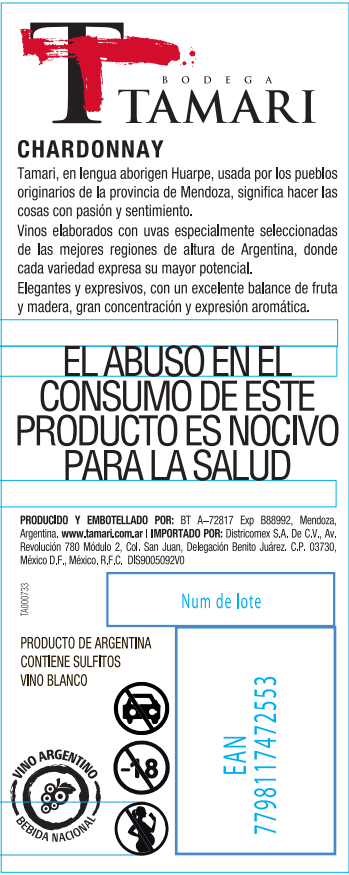 T
BODEGA
TAMARI
CHARDONNAY
Tamari, en lengua aborigen Huarpe, usada por los pueblos
originarios de la provincia de Mendoza, significa hacer las
cosas con pasión y sentimiento.
Vinos elaborados con uvas especialmente seleccionadas
de las mejores regiones de altura de Argentina, donde
cada variedad expresa su mayor potencial.
Elegantes y expresivos, con un excelente balance de fruta
y madera, gran concentración y expresión aromática.
EL ABUSO EN EL
CONSUMO DE ESTE
PRODUCTO ES NOCIVO
PARA LA SALUD
PRODUCIDO Y EMBOTELLADO POR: BT A–72817 Exp B88992, Mendoza,
Argentina. www.tamari.com.ar I IMPORTADO POR: Districomex S.A. De C.V., Av.
Revolución 780 Módulo 2, Col. San Juan, Delegación Benito Juárez. C.P. 03730,
México D.F., México, R.F.C. DIS9005092V0
TA000733
Num de lote
PRODUCTO DE ARGENTINA
CONTIENE SULFITOS
VINO BLANCO
-18
VINO ARGENTINO
BEBIDA NACIONAL
EAN
7798117472553